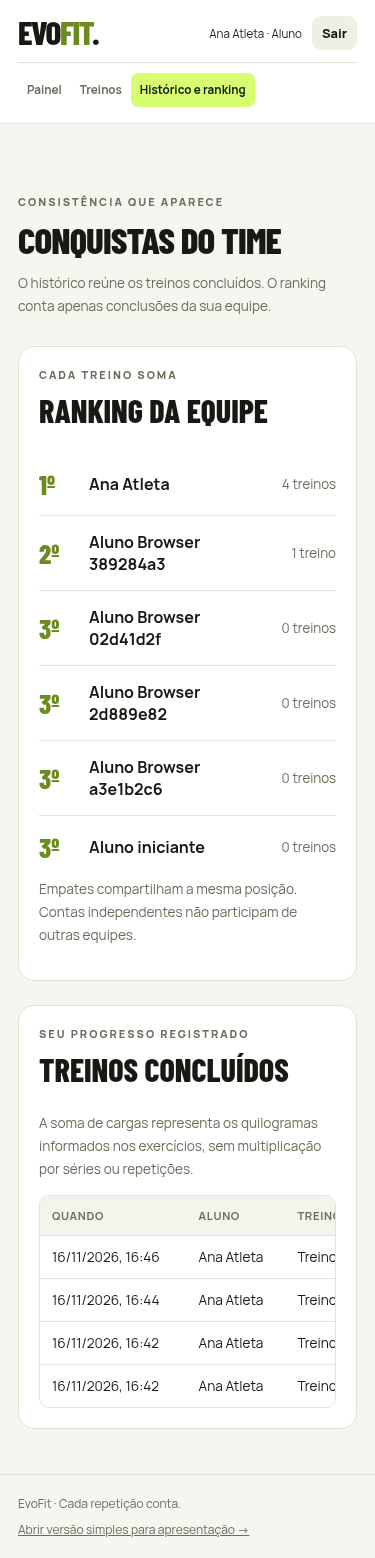 EVOFIT.
Ana Atleta · Aluno
Sair
Painel
Treinos
Histórico e ranking
CONSISTÊNCIA QUE APARECE
CONQUISTAS DO TIME
O histórico reúne os treinos concluídos. O ranking
conta apenas conclusões da sua equipe.
CADA TREINO SOMA
RANKING DA EQUIPE
1º Ana Atleta 4 treinos
2º Aluno Browser 389284a3 1 treino
3º Aluno Browser 02d41d2f 0 treinos
3º Aluno Browser 2d889e82 0 treinos
3º Aluno Browser a3e1b2c6 0 treinos
3º Aluno iniciante 0 treinos
Empates compartilham a mesma posição.
Contas independentes não participam de
outras equipes.
SEU PROGRESSO REGISTRADO
TREINOS CONCLUÍDOS
A soma de cargas representa os quilogramas
informados nos exercícios, sem multiplicação
por séries ou repetições.
QUANDO ALUNO TREINO
16/11/2026, 16:46 Ana Atleta Treino
16/11/2026, 16:44 Ana Atleta Treino
16/11/2026, 16:42 Ana Atleta Treino
16/11/2026, 16:42 Ana Atleta Treino
EvoFit · Cada repetição conta.
Abrir versão simples para apresentação →